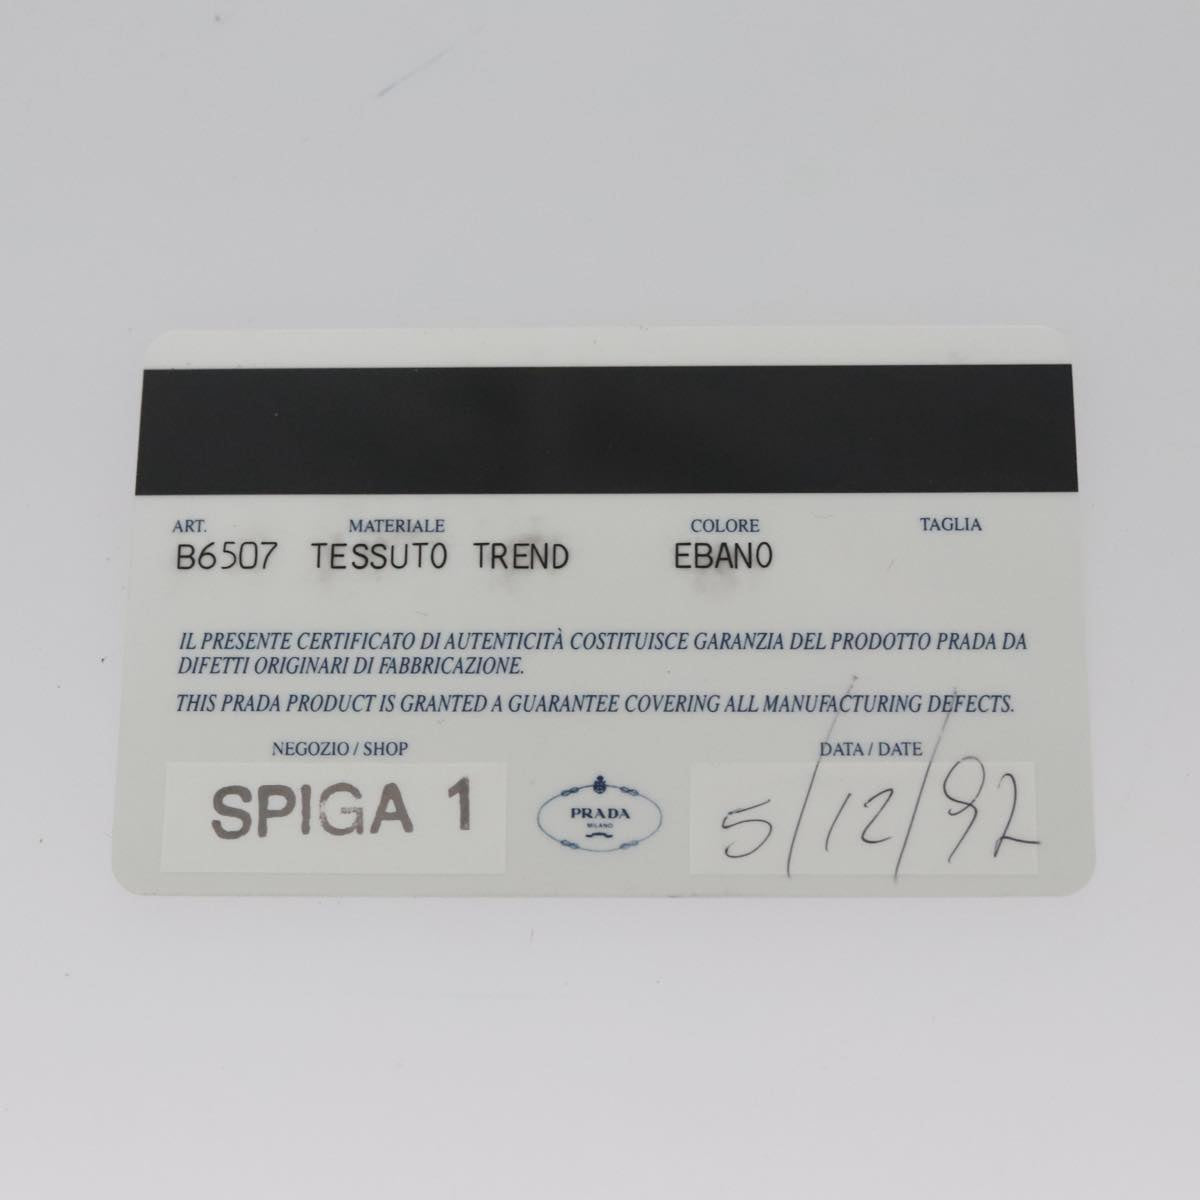 ART. MATERIALE COLORE TAGLIA
B6507 TESSUTO TREND EBANO
IL PRESENTE CERTIFICATO DI AUTENTICITÀ COSTITUISCE GARANZIA DEL PRODOTTO PRADA DA
DIFETTI ORIGINARI DI FABBRICAZIONE.
THIS PRADA PRODUCT IS GRANTED A GUARANTEE COVERING ALL MANUFACTURING DEFECTS.
NEGOZIO / SHOP DATA / DATE
SPIGA 1
PRADA
MILANO
5/12/92